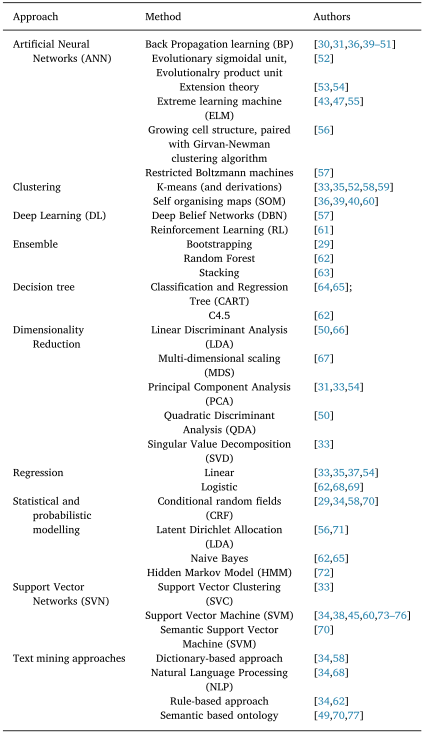 Approach Method Authors
Artificial Neural Back Propagation learning (BP) [30,31,36,39–51]
Networks (ANN) Evolutionary sigmoidal unit, [52]
Evolutionalry product unit
Extension theory [53,54]
Extreme learning machine [43,47,55]
(ELM)
Growing cell structure, paired [56]
with Girvan-Newman
clustering algorithm
Restricted Boltzmann machines [57]
Clustering K-means (and derivations) [33,35,52,58,59]
Self organising maps (SOM) [36,39,40,60]
Deep Learning (DL) Deep Belief Networks (DBN) [57]
Reinforcement Learning (RL) [61]
Ensemble Bootstrapping [29]
Random Forest [62]
Stacking [63]
Decision tree Classification and Regression [64,65];
Tree (CART)
C4.5 [62]
Dimensionality Linear Discriminant Analysis [50,66]
Reduction (LDA)
Multi-dimensional scaling [67]
(MDS)
Principal Component Analysis [31,33,54]
(PCA)
Quadratic Discriminant [50]
Analysis (QDA)
Singular Value Decomposition [33]
(SVD)
Regression Linear [33,35,37,54]
Logistic [62,68,69]
Statistical and Conditional random fields [29,34,58,70]
probabilistic (CRF)
modelling Latent Dirichlet Allocation [56,71]
(LDA)
Naive Bayes [62,65]
Hidden Markov Model (HMM) [72]
Support Vector Support Vector Clustering [33]
Networks (SVN) (SVC)
Support Vector Machine (SVM) [34,38,45,60,73–76]
Semantic Support Vector [70]
Machine (SVM)
Text mining approaches Dictionary-based approach [34,58]
Natural Language Processing [34,68]
(NLP)
Rule-based approach [34,62]
Semantic based ontology [49,70,77]